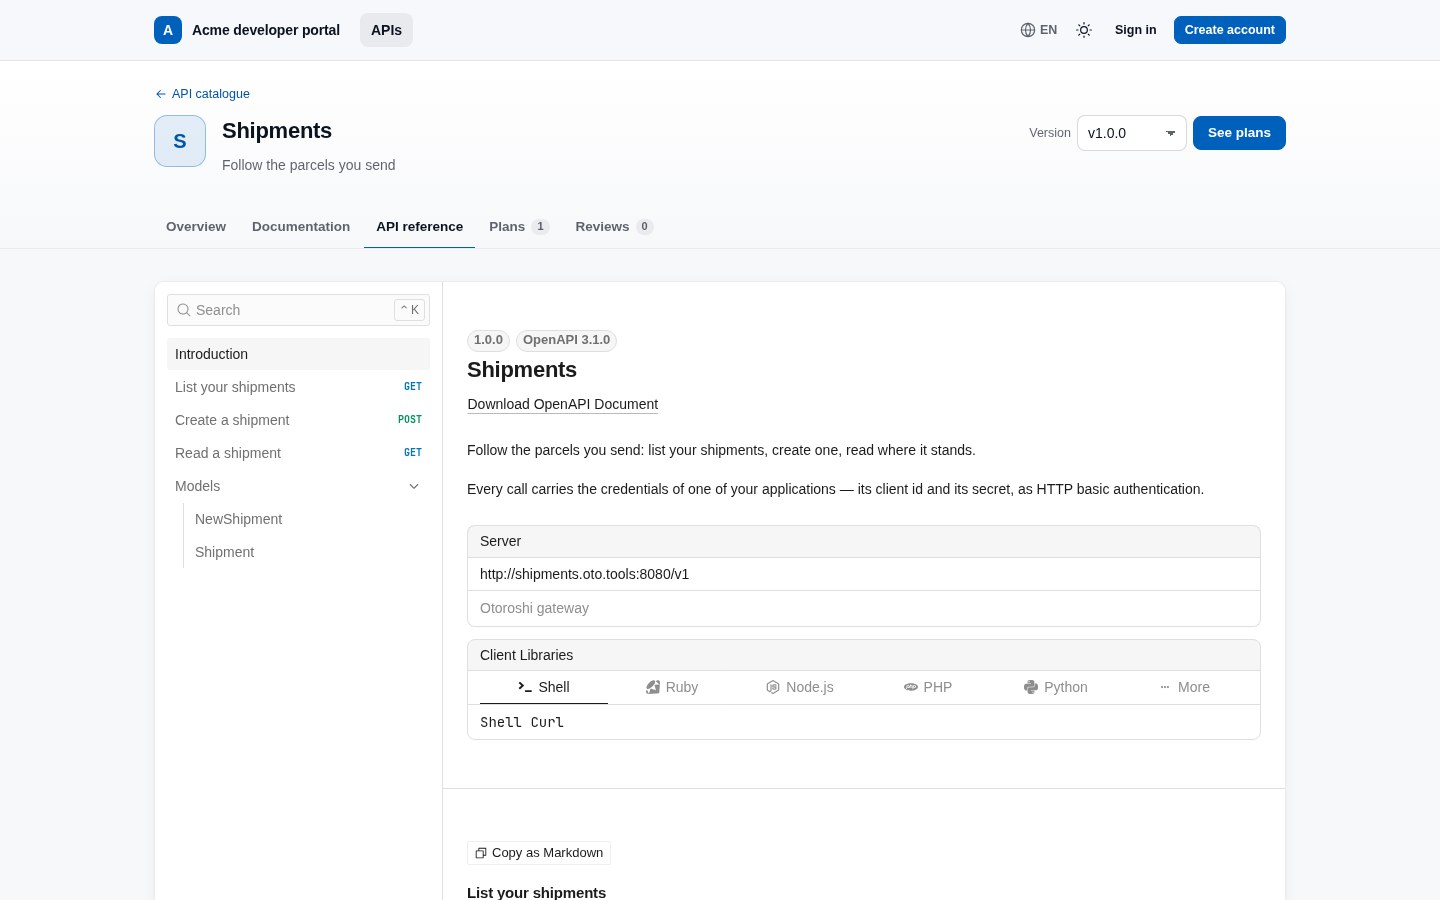 A Acme developer portal APIs EN Sign in Create account
API catalogue
S Shipments Version v1.0.0 See plans
Follow the parcels you send
Overview Documentation API reference Plans 1 Reviews 0
Search ^ K
Introduction
List your shipments GET
Create a shipment POST
Read a shipment GET
Models
NewShipment
Shipment
1.0.0 OpenAPI 3.1.0
Shipments
Download OpenAPI Document
Follow the parcels you send: list your shipments, create one, read where it stands.
Every call carries the credentials of one of your applications — its client id and its secret, as HTTP basic authentication.
Server
http://shipments.oto.tools:8080/v1
Otoroshi gateway
Client Libraries
Shell Ruby Node.js PHP Python More
Shell Curl
Copy as Markdown
List your shipments